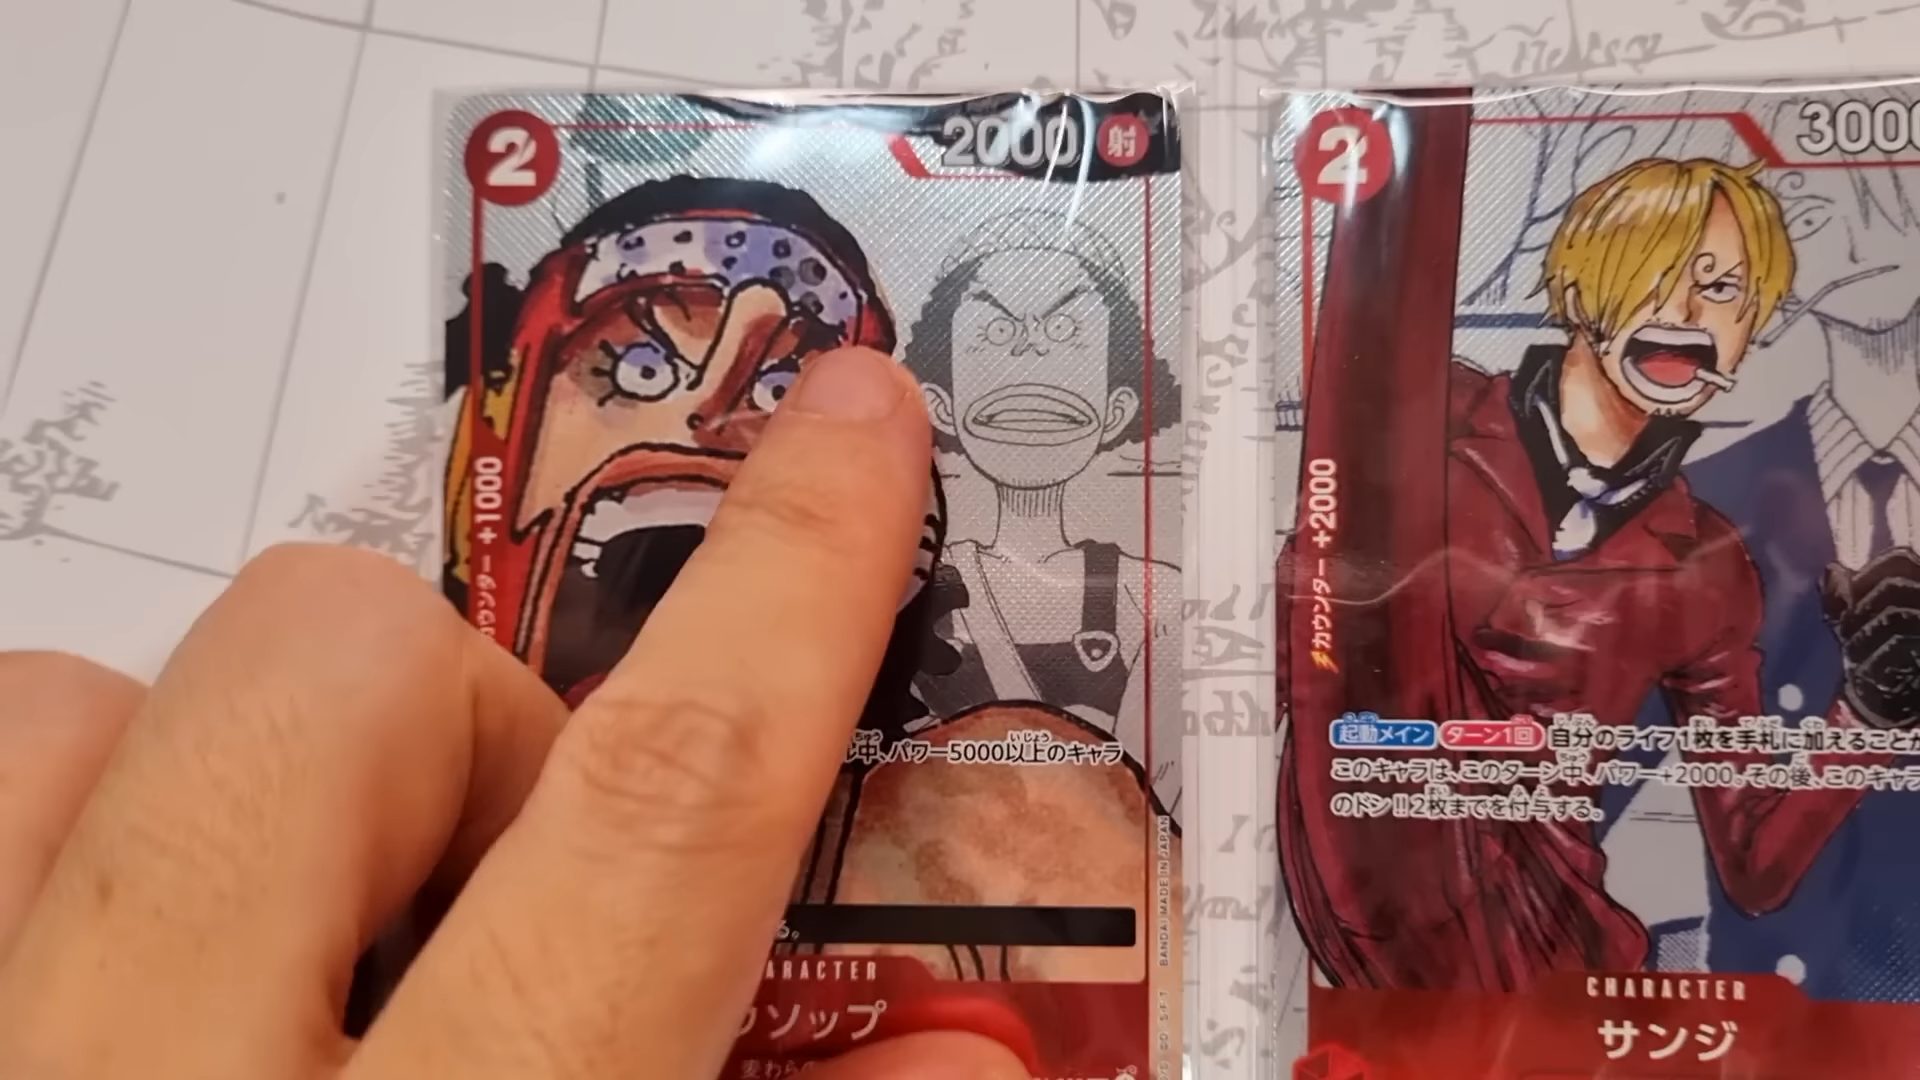 2
2000
射
カウンター +1000
中、パワー5000以上のキャラ
る。
ARACTER
ソップ
変わら
BANDAI MADE IN JAPAN
2
3000
カウンター +2000
起動メイン ターン1回 自分のライフ1枚を手札に加えることが
このキャラは、このターン中、パワー+2000。その後、このキャラ
のドン!!2枚までを付与する。
CHARACTER
サンジ